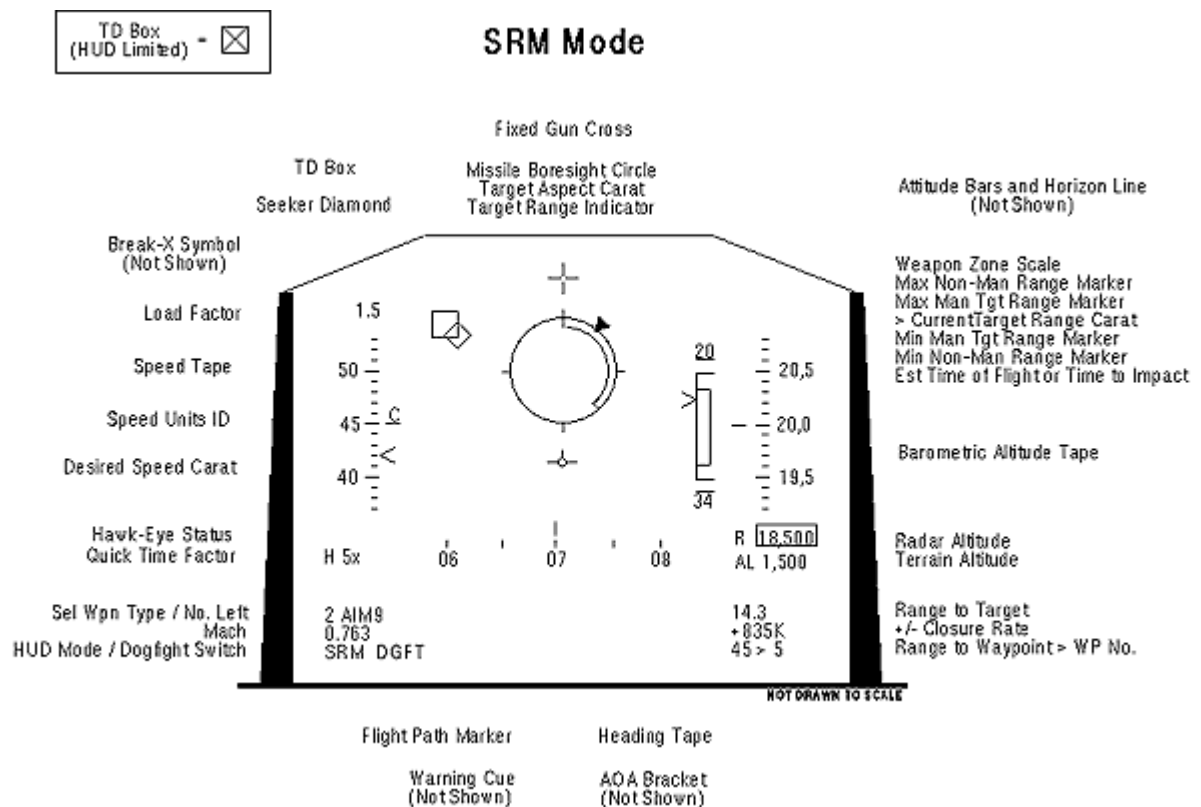 TD Box
(HUD Limited) -
SRM Mode
Fixed Gun Cross
TD Box
Seeker Diamond
Missile Boresight Circle
Target Aspect Carat
Target Range Indicator
Attitude Bars and Horizon Line
(Not Shown)
Break-X Symbol
(Not Shown)
Load Factor
Speed Tape
Speed Units ID
Desired Speed Carat
Hawk-Eye Status
Quick Time Factor
Sel Wpn Type / No. Left
Mach
HUD Mode / Dogfight Switch
1.5
50
45
C
40
H 5x
2 AIM9
0.763
SRM DGFT
06
07
08
20
34
20,5
20,0
19,5
R 18,500
AL 1,500
14.3
+835K
45 > 5
Weapon Zone Scale
Max Non-Man Range Marker
Max Man Tgt Range Marker
> CurrentTarget Range Carat
Min Man Tgt Range Marker
Min Non-Man Range Marker
Est Time of Flight or Time to Impact
Barometric Altitude Tape
Radar Altitude
Terrain Altitude
Range to Target
+/- Closure Rate
Range to Waypoint > WP No.
NOT DRAWN TO SCALE
Flight Path Marker
Heading Tape
Warning Cue
(Not Shown)
AOA Bracket
(Not Shown)